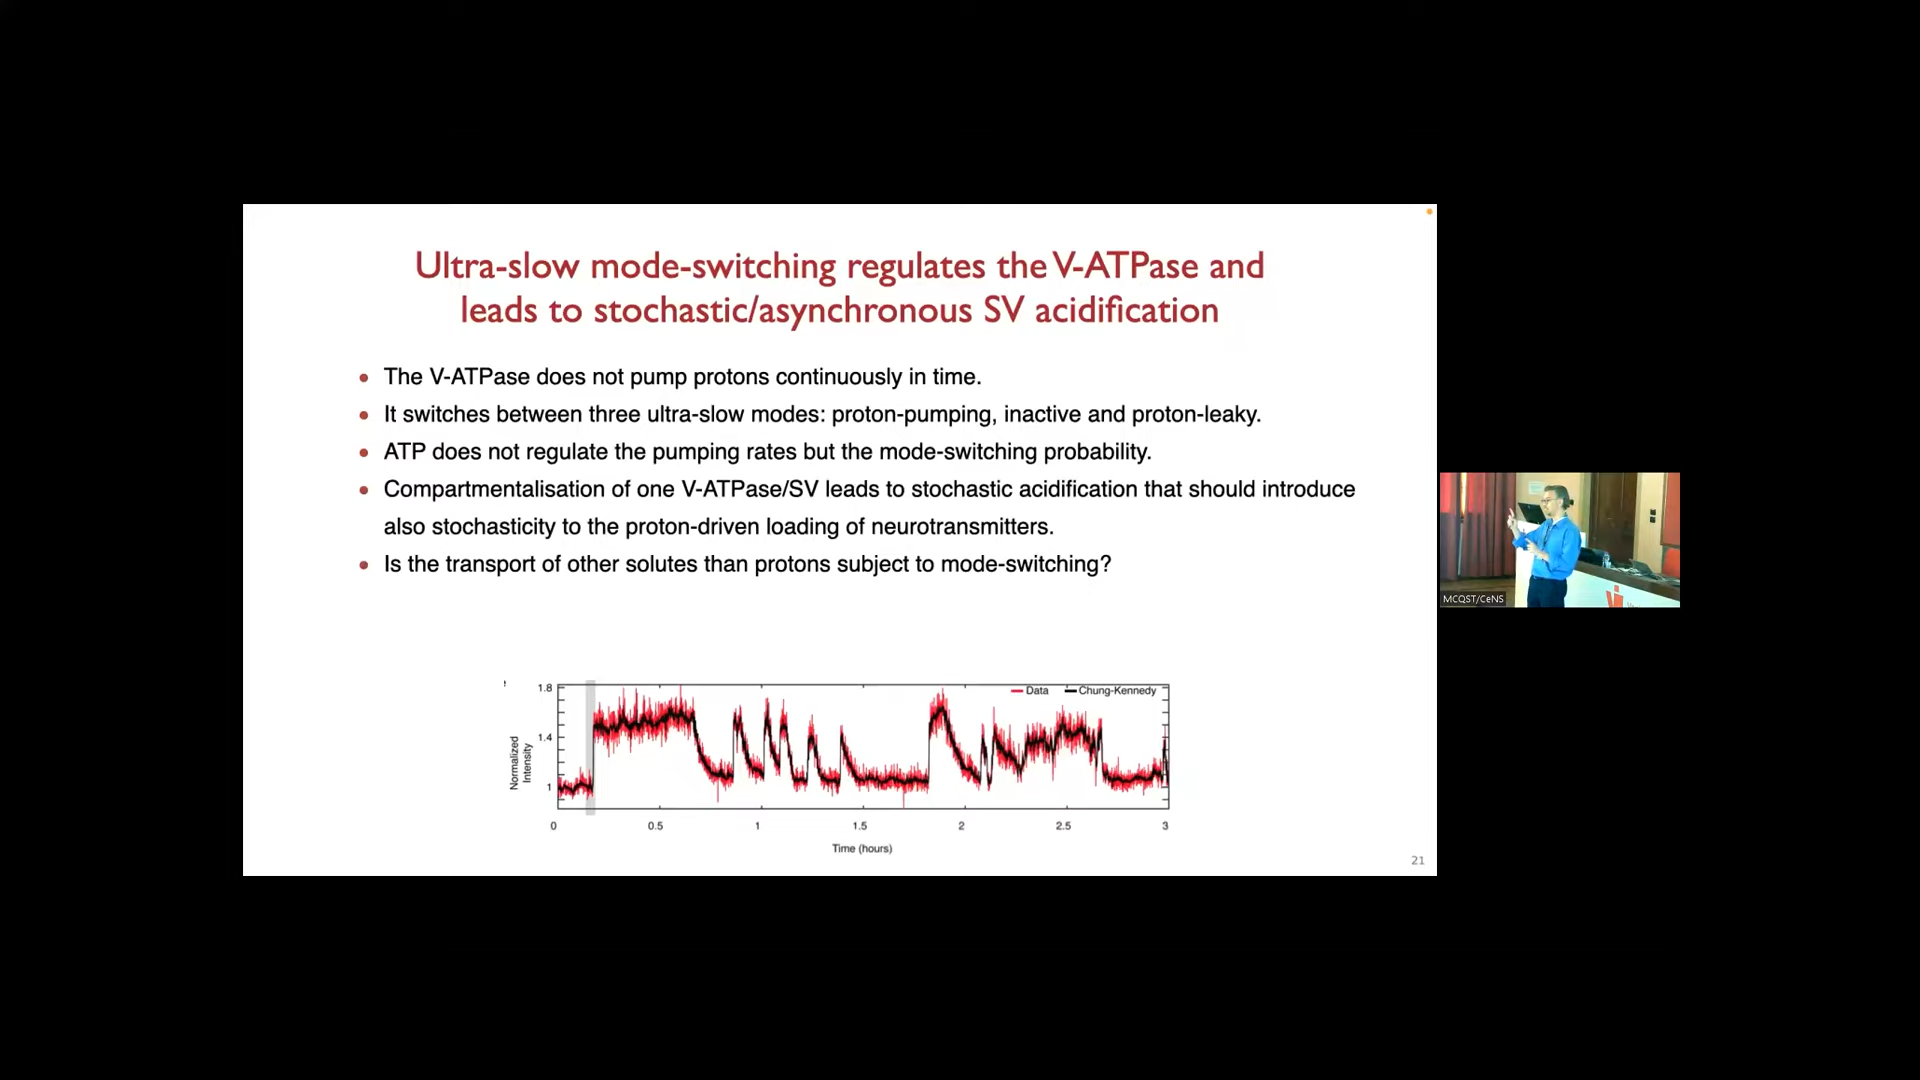 Ultra-slow mode-switching regulates the V-ATPase and
leads to stochastic/asynchronous SV acidification
• The V-ATPase does not pump protons continuously in time.
• It switches between three ultra-slow modes: proton-pumping, inactive and proton-leaky.
• ATP does not regulate the pumping rates but the mode-switching probability.
• Compartmentalisation of one V-ATPase/SV leads to stochastic acidification that should introduce
also stochasticity to the proton-driven loading of neurotransmitters.
• Is the transport of other solutes than protons subject to mode-switching?
MCQST/CeNS
Data
Chung-Kennedy
Normalized
Intensity
1.8
1.4
1
0 0.5 1 1.5 2 2.5 3
Time (hours)
21